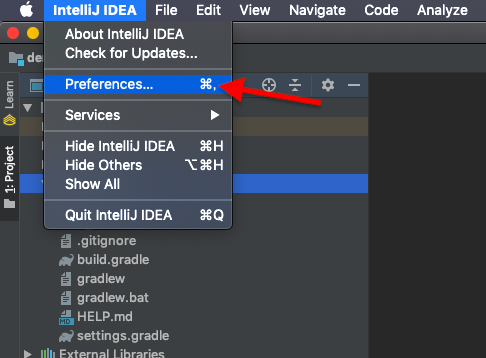 IntelliJ IDEA File Edit View Navigate Code Analyze
About IntelliJ IDEA
Check for Updates...
Preferences... ⌘,
Services
Hide IntelliJ IDEA ⌘H
Hide Others ⌥⌘H
Show All
Quit IntelliJ IDEA ⌘Q
Learn
1: Project
.gitignore
build.gradle
gradlew
gradlew.bat
HELP.md
settings.gradle
External Libraries